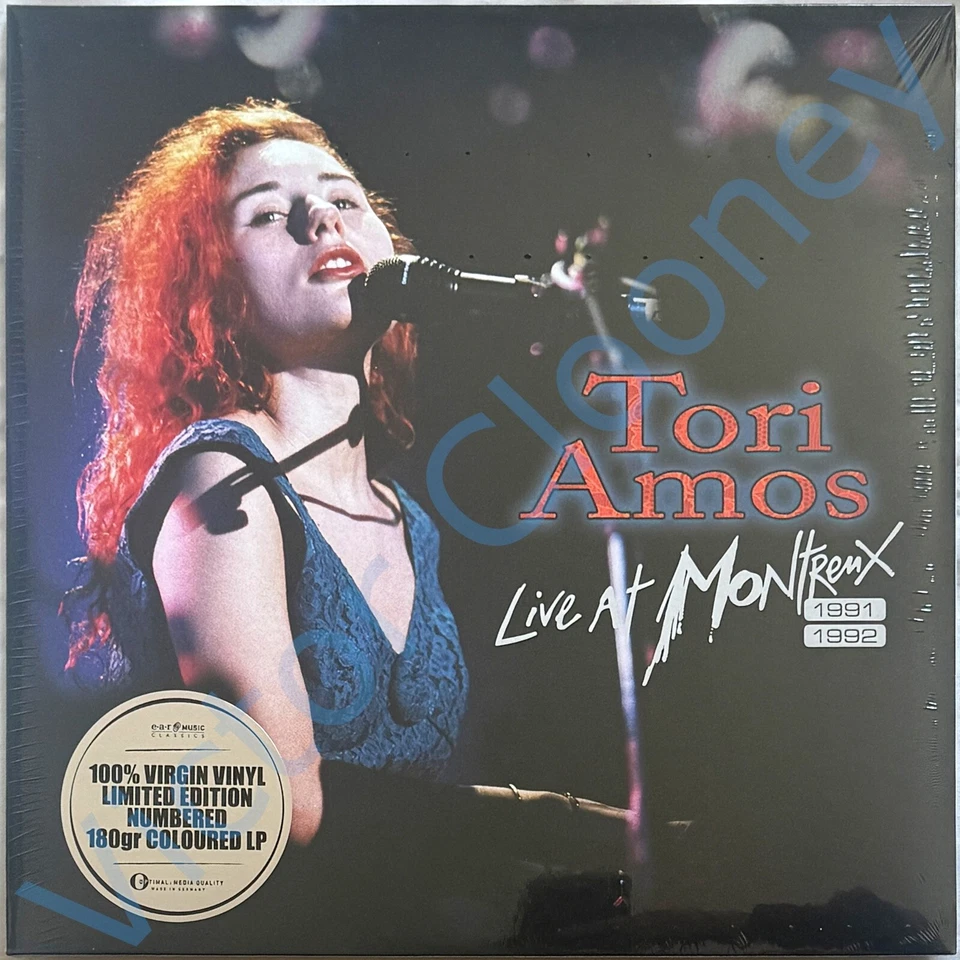 Tori
Amos
Live At Montreux
1991
1992
e·a·r MUSIC
CLASSICS
100% VIRGIN VINYL
LIMITED EDITION
NUMBERED
180gr COLOURED LP
OPTIMAL: MEDIA QUALITY
MADE IN GERMANY
Viktor Clooney